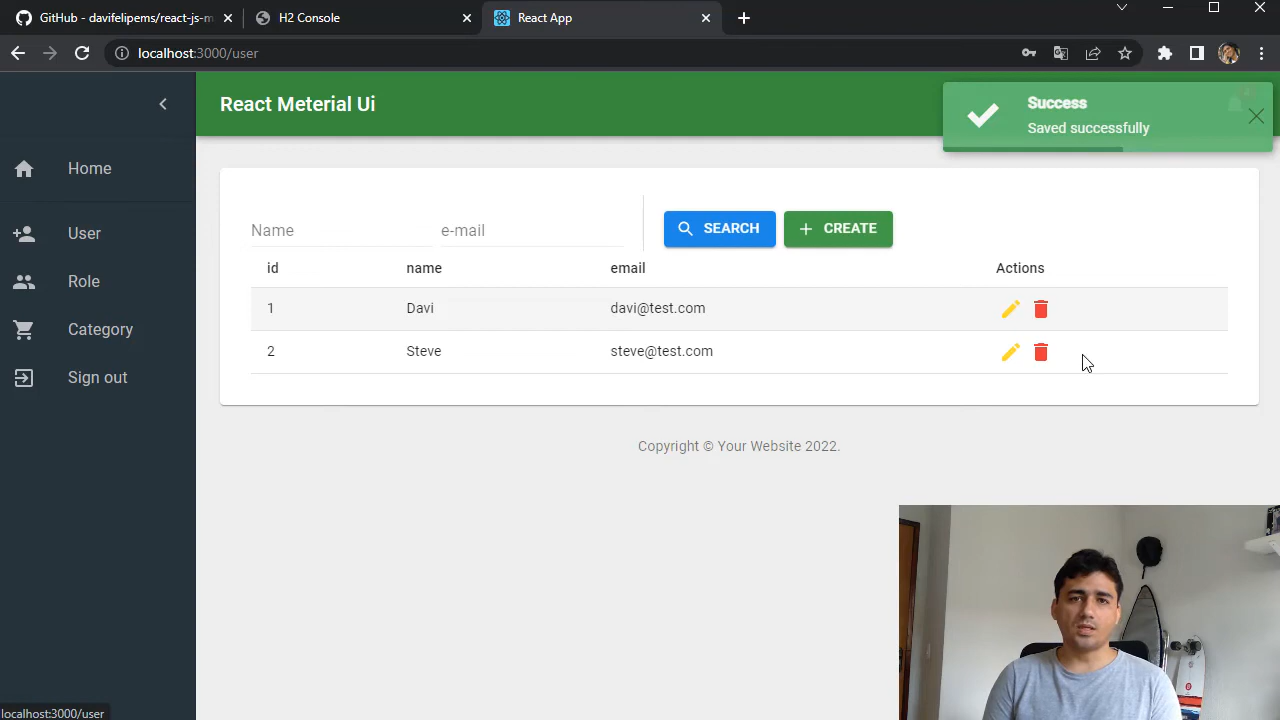 GitHub - davifelipems/react-js-m
H2 Console
React App
localhost:3000/user
React Meterial Ui
Success
Saved successfully
Home
User
Role
Category
Sign out
Name
e-mail
SEARCH
CREATE
id name email Actions
1 Davi davi@test.com
2 Steve steve@test.com
Copyright © Your Website 2022.
localhost:3000/user